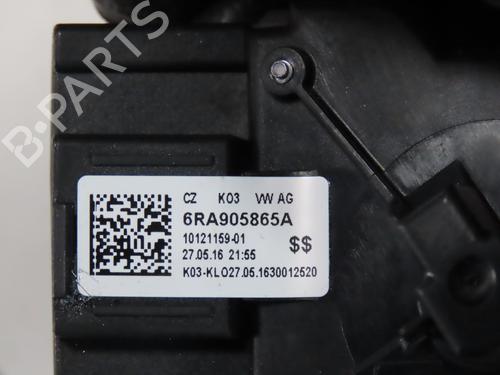 B-PARTS
CZ K03 VW AG
6RA905865A
10121159-01 $$
27.05.16 21:55
K03-KLO27.05.1630012520